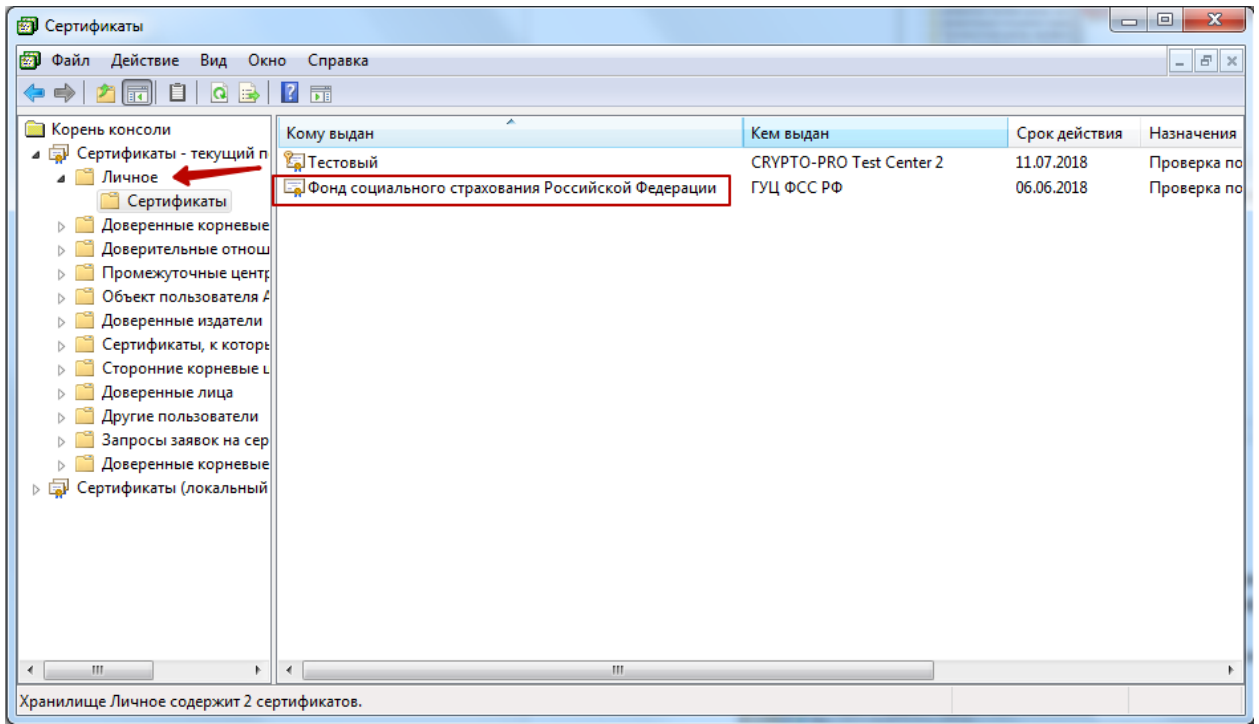 Сертификаты
Файл Действие Вид Окно Справка
Корень консоли
Сертификаты - текущий п
Личное
Сертификаты
Доверенные корневые
Доверительные отнош
Промежуточные центр
Объект пользователя A
Доверенные издатели
Сертификаты, к которы
Сторонние корневые ц
Доверенные лица
Другие пользователи
Запросы заявок на сер
Доверенные корневые
Сертификаты (локальный
Кому выдан Кем выдан Срок действия Назначения
Тестовый CRYPTO-PRO Test Center 2 11.07.2018 Проверка по
Фонд социального страхования Российской Федерации ГУЦ ФСС РФ 06.06.2018 Проверка по
Хранилище Личное содержит 2 сертификатов.